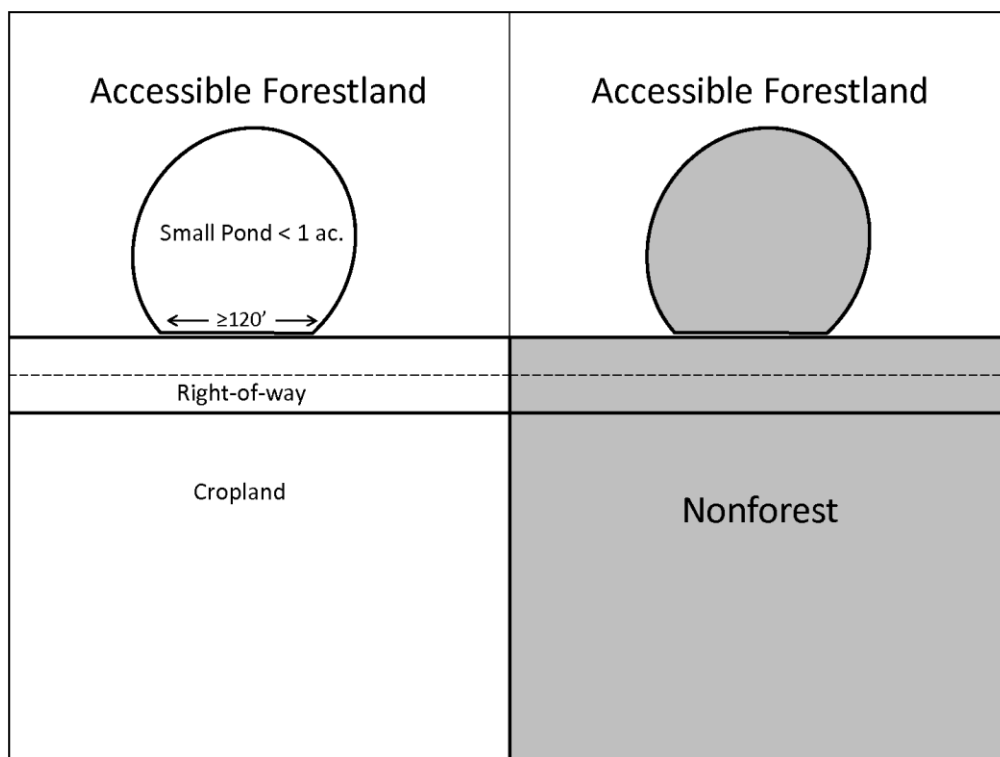 Accessible Forestland
Small Pond < 1 ac.
≥120’
Right-of-way
Cropland
Accessible Forestland
Nonforest